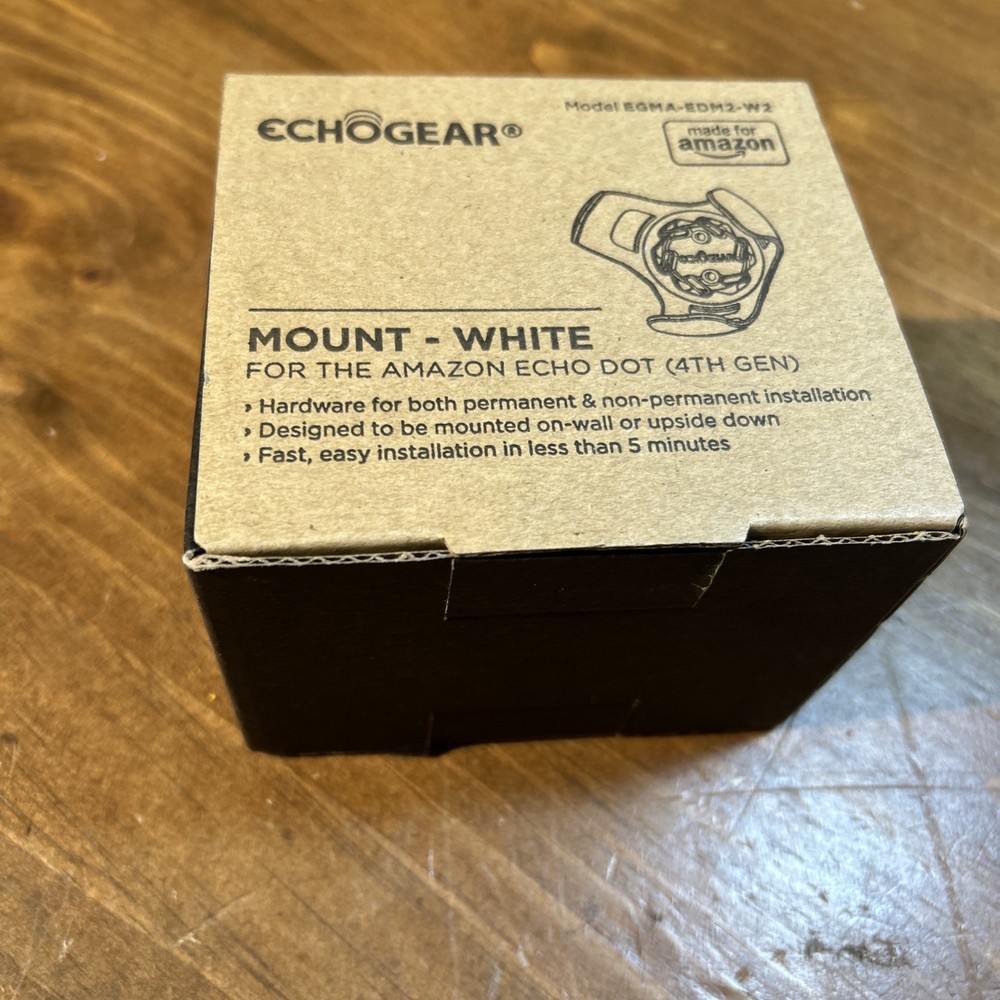 Model EGMA-EDM2-W2
ECHOGEAR®
made for
amazon
ECHOGEAR
MOUNT - WHITE
FOR THE AMAZON ECHO DOT (4TH GEN)
› Hardware for both permanent & non-permanent installation
› Designed to be mounted on-wall or upside down
› Fast, easy installation in less than 5 minutes